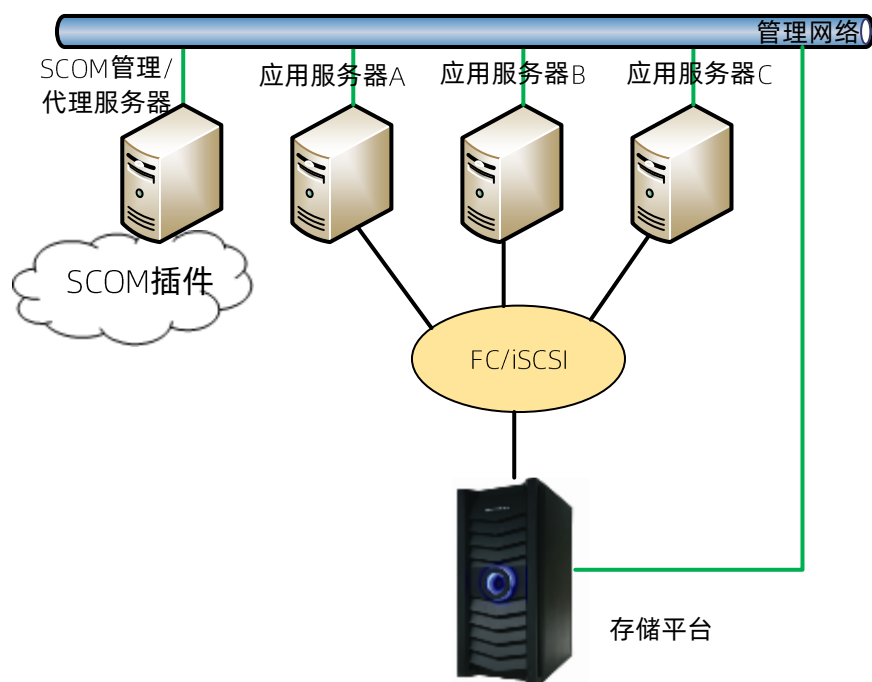 管理网络
SCOM管理/
代理服务器
应用服务器A
应用服务器B
应用服务器C
SCOM插件
FC/iSCSI
存储平台